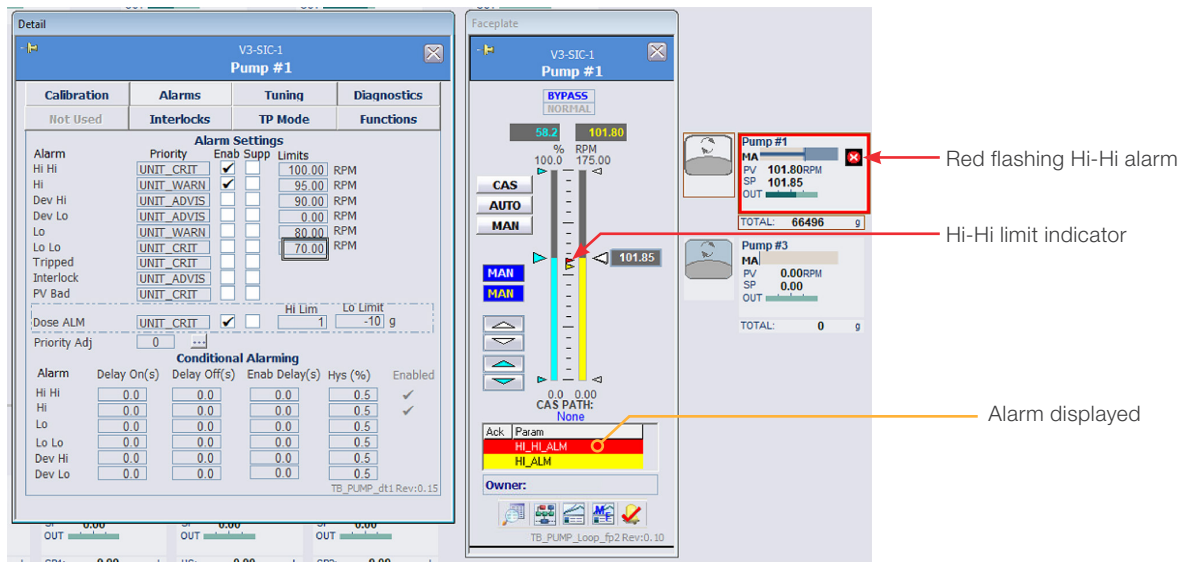 Detail
V3-SIC-1
Pump #1
Calibration Alarms Tuning Diagnostics
Not Used Interlocks TP Mode Functions
Alarm Settings
Alarm Priority Enab Supp Limits
Hi Hi UNIT_CRIT 100.00 RPM
Hi UNIT_WARN 95.00 RPM
Dev Hi UNIT_ADVIS 90.00 RPM
Dev Lo UNIT_ADVIS 0.00 RPM
Lo UNIT_WARN 80.00 RPM
Lo Lo UNIT_CRIT 70.00 RPM
Tripped UNIT_CRIT
Interlock UNIT_ADVIS
PV Bad UNIT_CRIT
Hi Lim Lo Limit
Dose ALM UNIT_CRIT 1 -10 g
Priority Adj 0 ...
Conditional Alarming
Alarm Delay On(s) Delay Off(s) Enab Delay(s) Hys (%) Enabled
Hi Hi 0.0 0.0 0.0 0.5
Hi 0.0 0.0 0.0 0.5
Lo 0.0 0.0 0.0 0.5
Lo Lo 0.0 0.0 0.0 0.5
Dev Hi 0.0 0.0 0.0 0.5
Dev Lo 0.0 0.0 0.0 0.5
TB_PUMP_dt1 Rev:0.15
OUT OUT OUT
Faceplate
V3-SIC-1
Pump #1
BYPASS
NORMAL
58.2 101.80
% RPM
100.0 175.00
CAS
AUTO
MAN
101.85
MAN
MAN
0.0 0.00
CAS PATH:
None
Ack Param
HI_HI_ALM
HI_ALM
Owner:
TB_PUMP_Loop_fp2 Rev:0.10
Pump #1
MA
PV 101.80RPM
SP 101.85
OUT
TOTAL: 66496 g
Pump #3
MA
PV 0.00RPM
SP 0.00
OUT
TOTAL: 0 g
Red flashing Hi-Hi alarm
Hi-Hi limit indicator
Alarm displayed